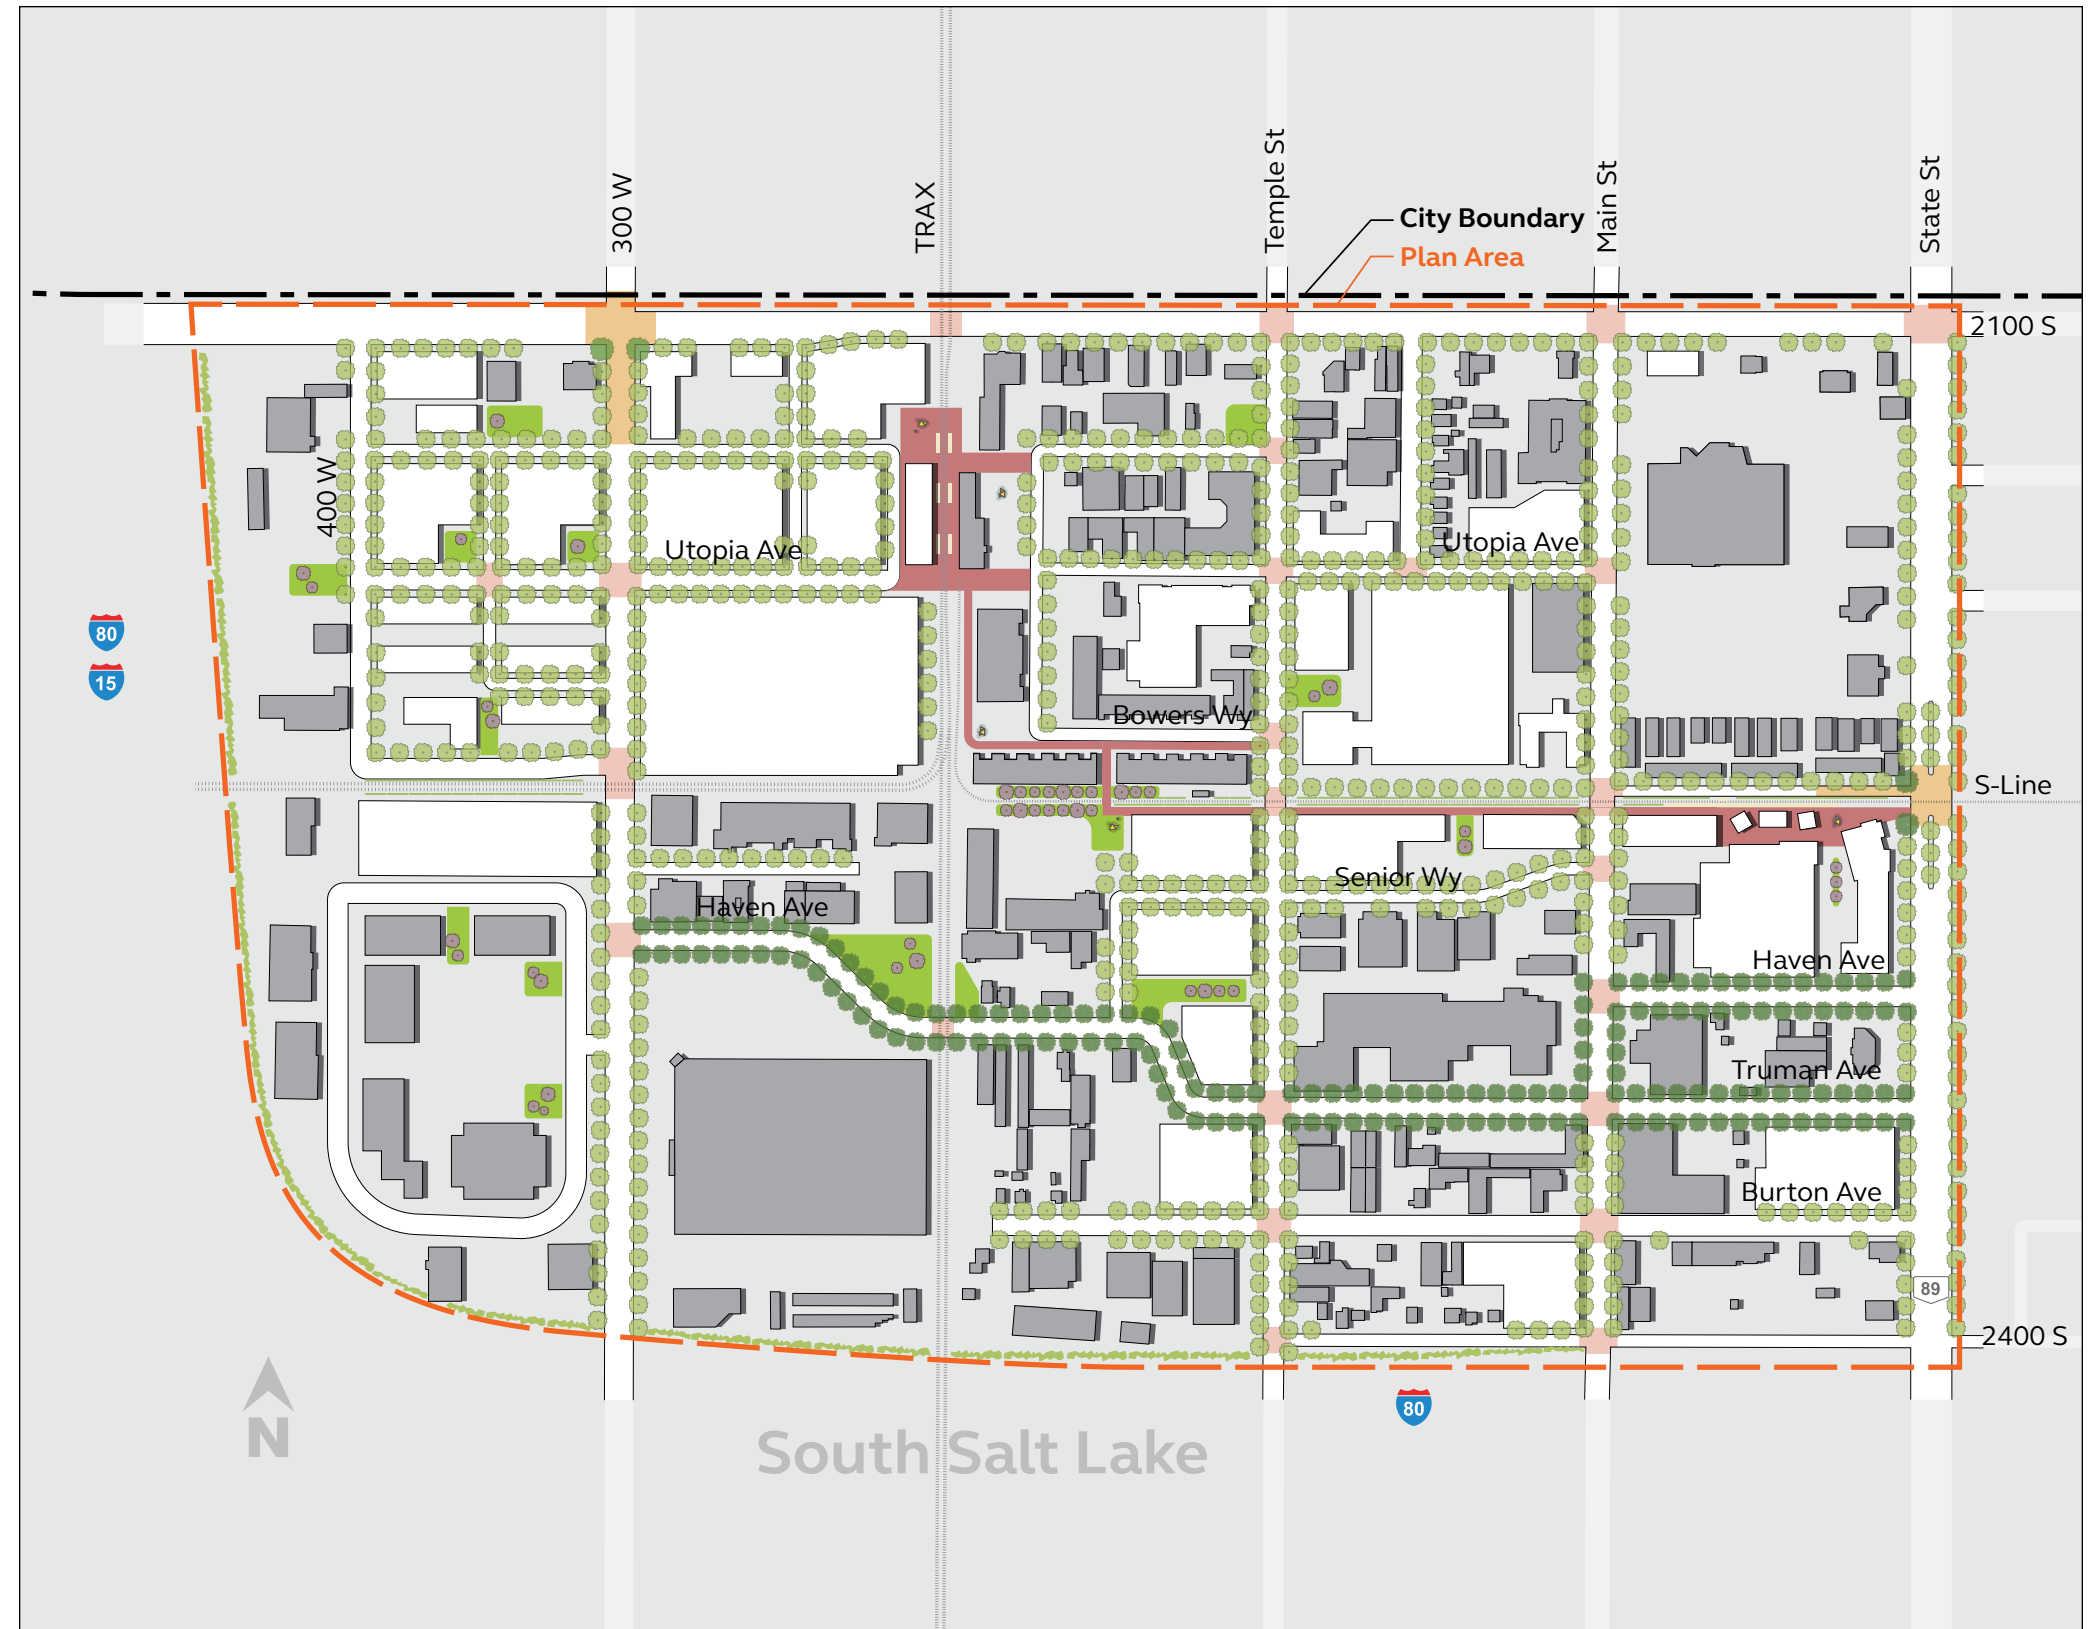 300 W
TRAX
Temple St
Main St
State St
City Boundary
Plan Area
2100 S
400 W
Utopia Ave
Utopia Ave
80
15
Bowers Wy
S-Line
Senior Wy
Haven Ave
Haven Ave
Truman Ave
Burton Ave
89
2400 S
N
80
South Salt Lake